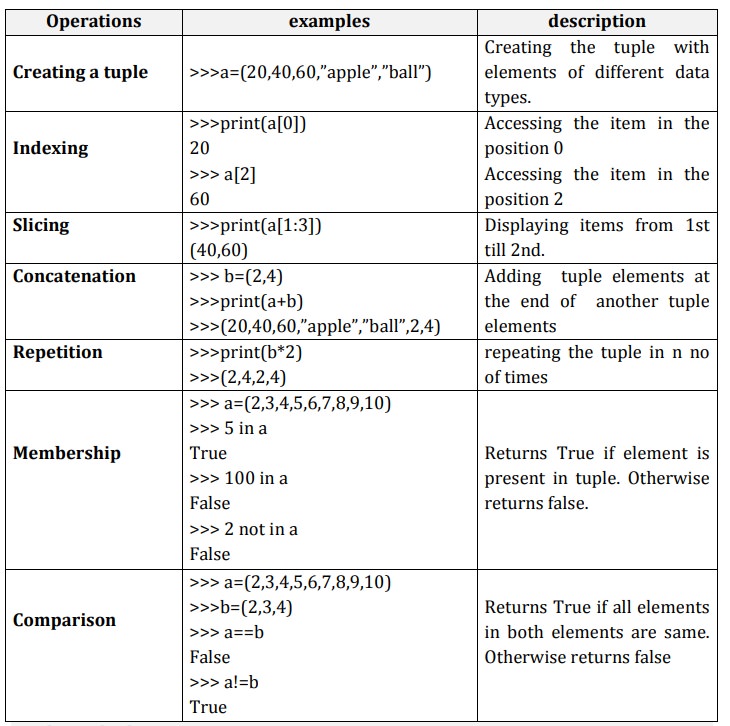 Operations examples description
Creating a tuple
>>>a=(20,40,60,”apple”,”ball”)
Creating the tuple with
elements of different data
types.
Indexing
>>>print(a[0])
20
>>> a[2]
60
Accessing the item in the
position 0
Accessing the item in the
position 2
Slicing
>>>print(a[1:3])
(40,60)
Displaying items from 1st
till 2nd.
Concatenation
>>> b=(2,4)
>>>print(a+b)
>>>(20,40,60,”apple”,”ball”,2,4)
Adding tuple elements at
the end of another tuple
elements
Repetition
>>>print(b*2)
>>>(2,4,2,4)
repeating the tuple in n no
of times
Membership
>>> a=(2,3,4,5,6,7,8,9,10)
>>> 5 in a
True
>>> 100 in a
False
>>> 2 not in a
False
Returns True if element is
present in tuple. Otherwise
returns false.
Comparison
>>> a=(2,3,4,5,6,7,8,9,10)
>>>b=(2,3,4)
>>> a==b
False
>>> a!=b
True
Returns True if all elements
in both elements are same.
Otherwise returns false